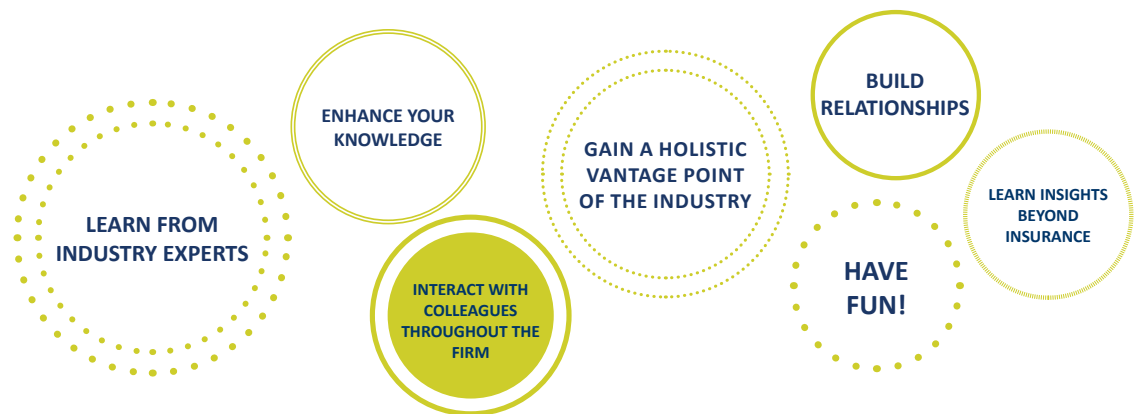 LEARN FROM
INDUSTRY EXPERTS
ENHANCE YOUR
KNOWLEDGE
INTERACT WITH
COLLEAGUES
THROUGHOUT THE
FIRM
GAIN A HOLISTIC
VANTAGE POINT
OF THE INDUSTRY
BUILD
RELATIONSHIPS
HAVE
FUN!
LEARN INSIGHTS
BEYOND
INSURANCE